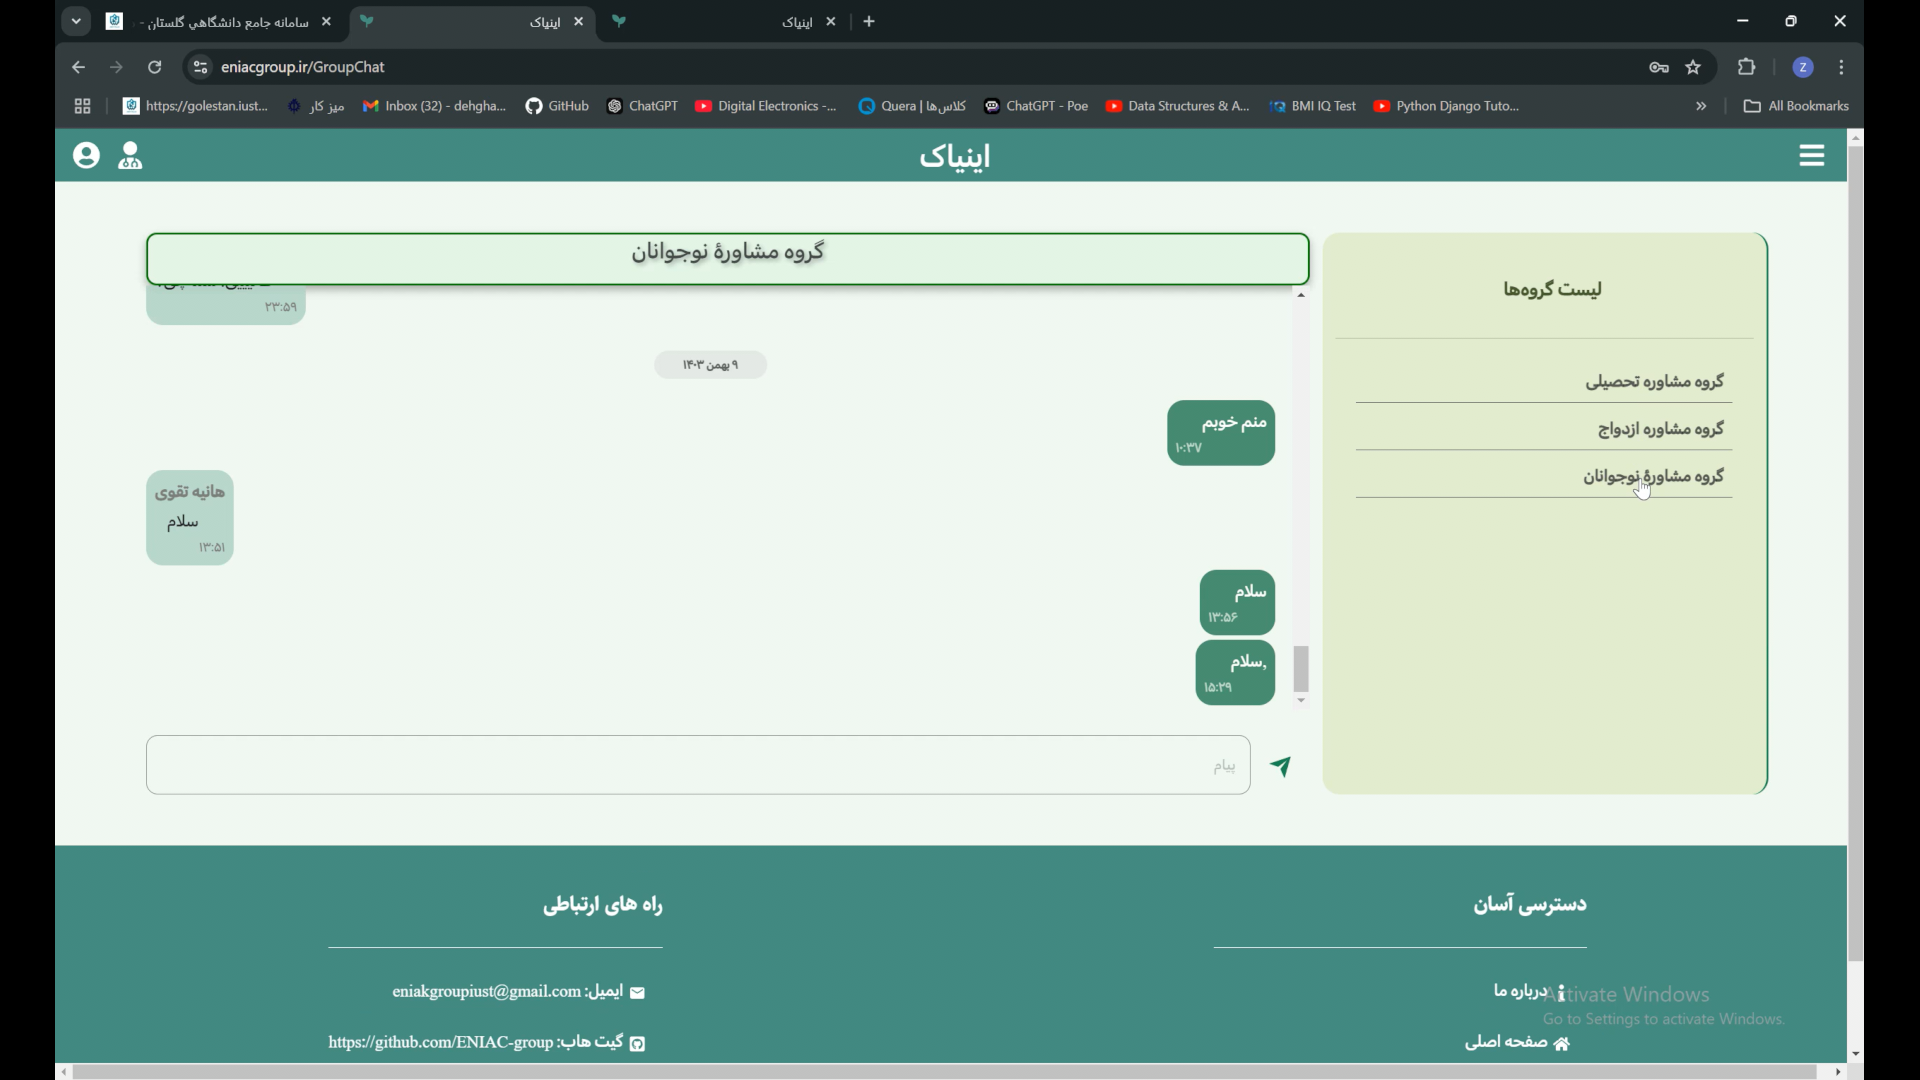 سامانه جامع دانشگاهی گلستان -
اینیاک
اینیاک
eniacgroup.ir/GroupChat
Z
https://golestan.iust...
میز کار
Inbox (32) - dehgha...
GitHub
ChatGPT
Digital Electronics -...
Quera | کلاس‌ها
ChatGPT - Poe
Data Structures & A...
BMI IQ Test
Python Django Tuto...
»
All Bookmarks
اینیاک
لیست گروه‌ها
گروه مشاوره تحصیلی
گروه مشاوره ازدواج
گروه مشاورهٔ نوجوانان
گروه مشاورهٔ نوجوانان
۲۳:۵۹
۹ بهمن ۱۴۰۳
منم خوبم
۱۰:۳۷
هانیه تقوی
سلام
۱۳:۵۱
سلام
۱۳:۵۶
سلام,
۱۵:۲۹
پیام
دسترسی آسان
درباره ما
صفحه اصلی
راه های ارتباطی
ایمیل: eniakgroupiust@gmail.com
گیت هاب: https://github.com/ENIAC-group
Activate Windows
Go to Settings to activate Windows.